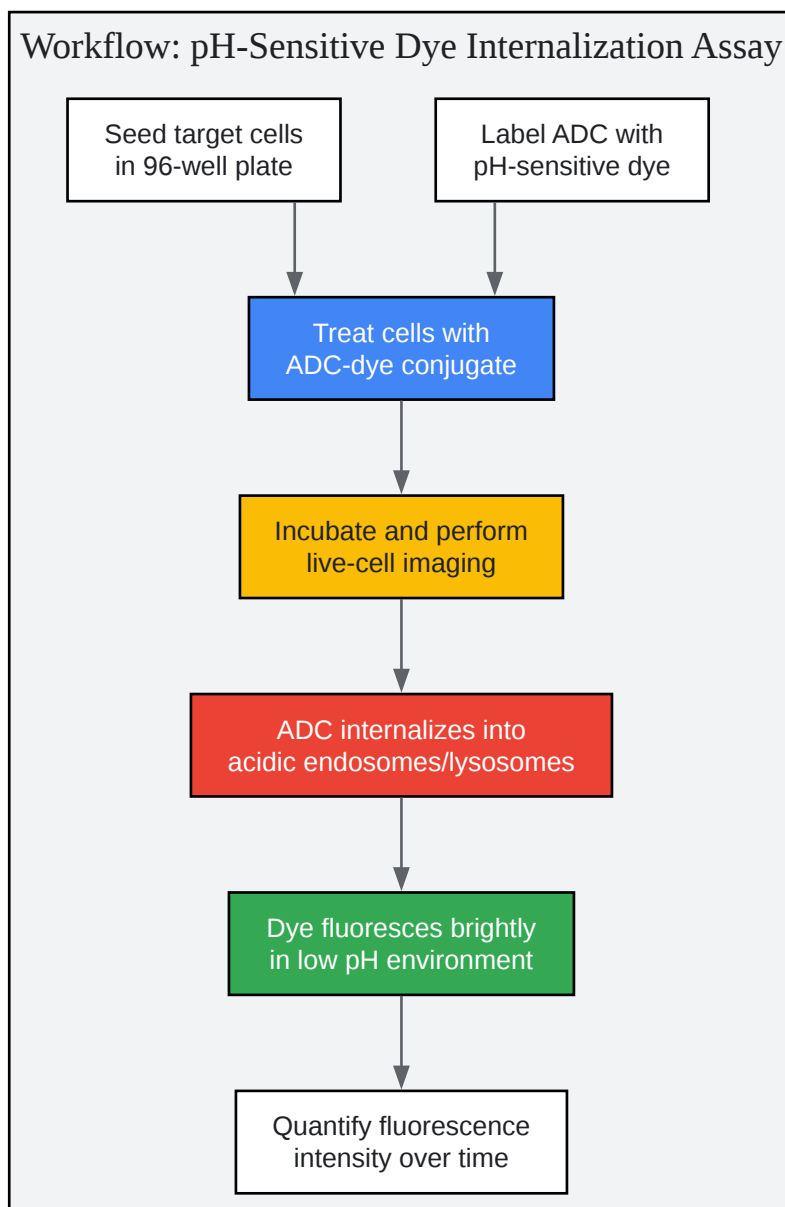 Workflow: pH-Sensitive Dye Internalization Assay
Seed target cells
in 96-well plate
Label ADC with
pH-sensitive dye
Treat cells with
ADC-dye conjugate
Incubate and perform
live-cell imaging
ADC internalizes into
acidic endosomes/lysosomes
Dye fluoresces brightly
in low pH environment
Quantify fluorescence
intensity over time